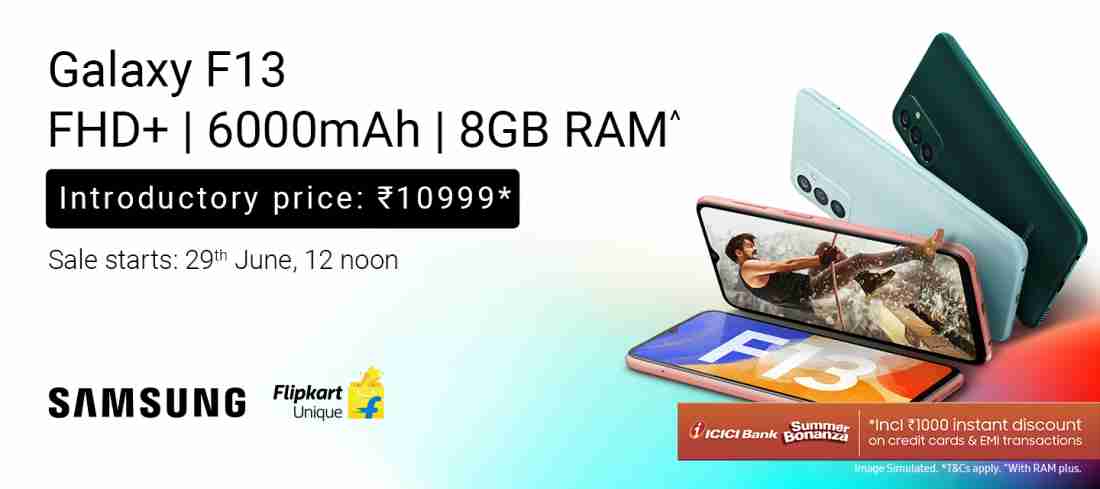 Galaxy F13
FHD+ | 6000mAh | 8GB RAM^
Introductory price: ₹10999*
Sale starts: 29th June, 12 noon
SAMSUNG
Flipkart
Unique
F13
ICICI Bank
Summer
Bonanza
*Incl ₹1000 instant discount
on credit cards & EMI transactions
Image Simulated. *T&Cs apply. ^With RAM plus.